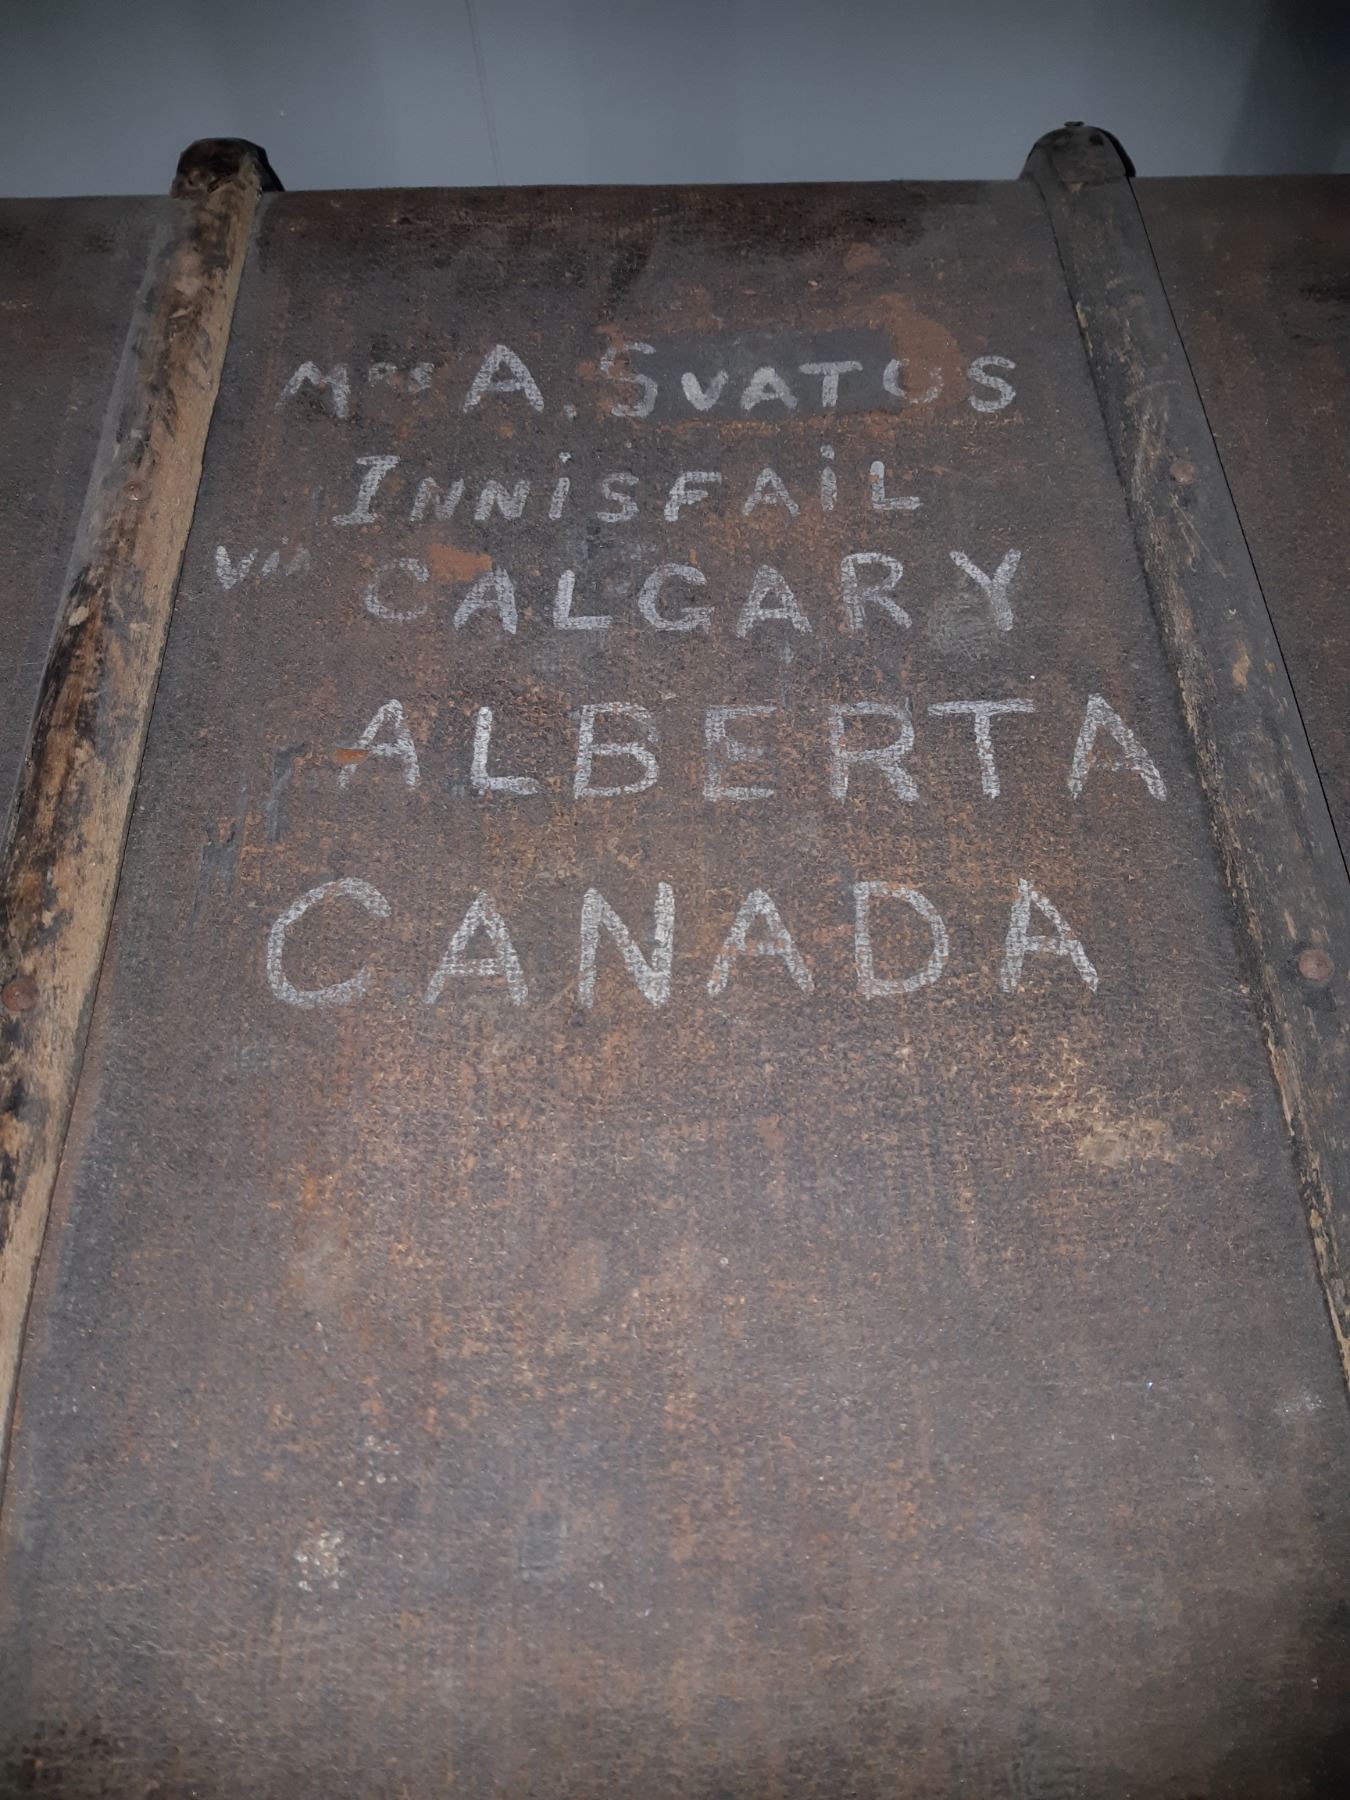 Mrs A. SVATOS
INNiSFAiL
VIA CALGARY
ALBERTA
CANADA